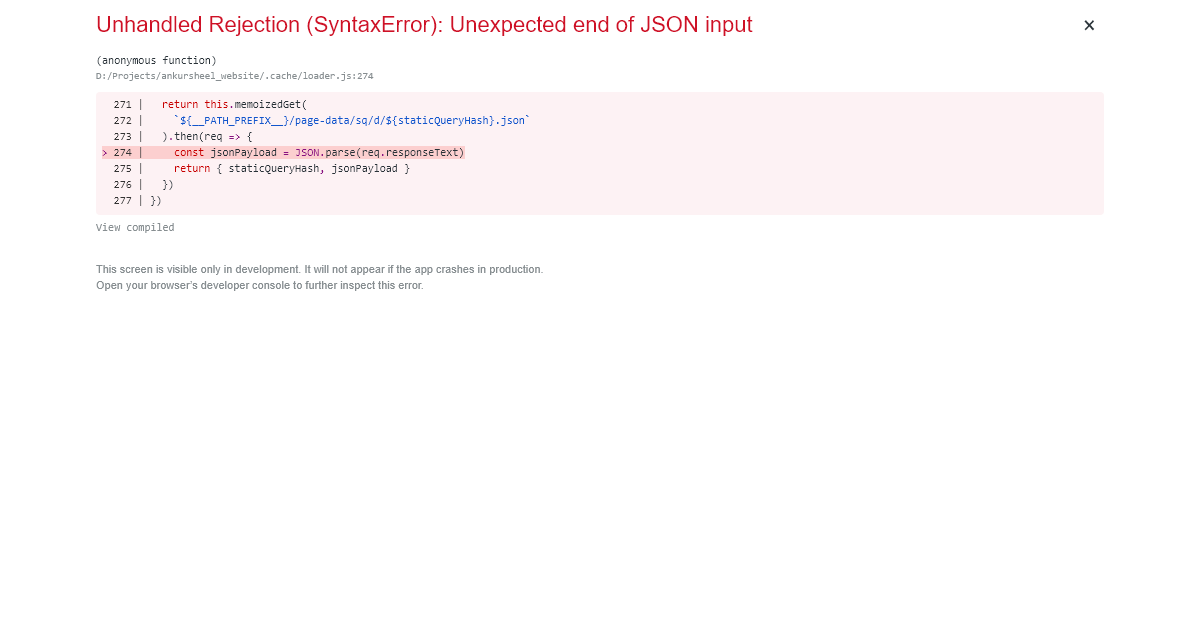 Unhandled Rejection (SyntaxError): Unexpected end of JSON input
×
(anonymous function)
D:/Projects/ankursheel_website/.cache/loader.js:274
271 | return this.memoizedGet(
272 | `${__PATH_PREFIX__}/page-data/sq/d/${staticQueryHash}.json`
273 | ).then(req => {
> 274 | const jsonPayload = JSON.parse(req.responseText)
275 | return { staticQueryHash, jsonPayload }
276 | })
277 | })
View compiled
This screen is visible only in development. It will not appear if the app crashes in production.
Open your browser's developer console to further inspect this error.